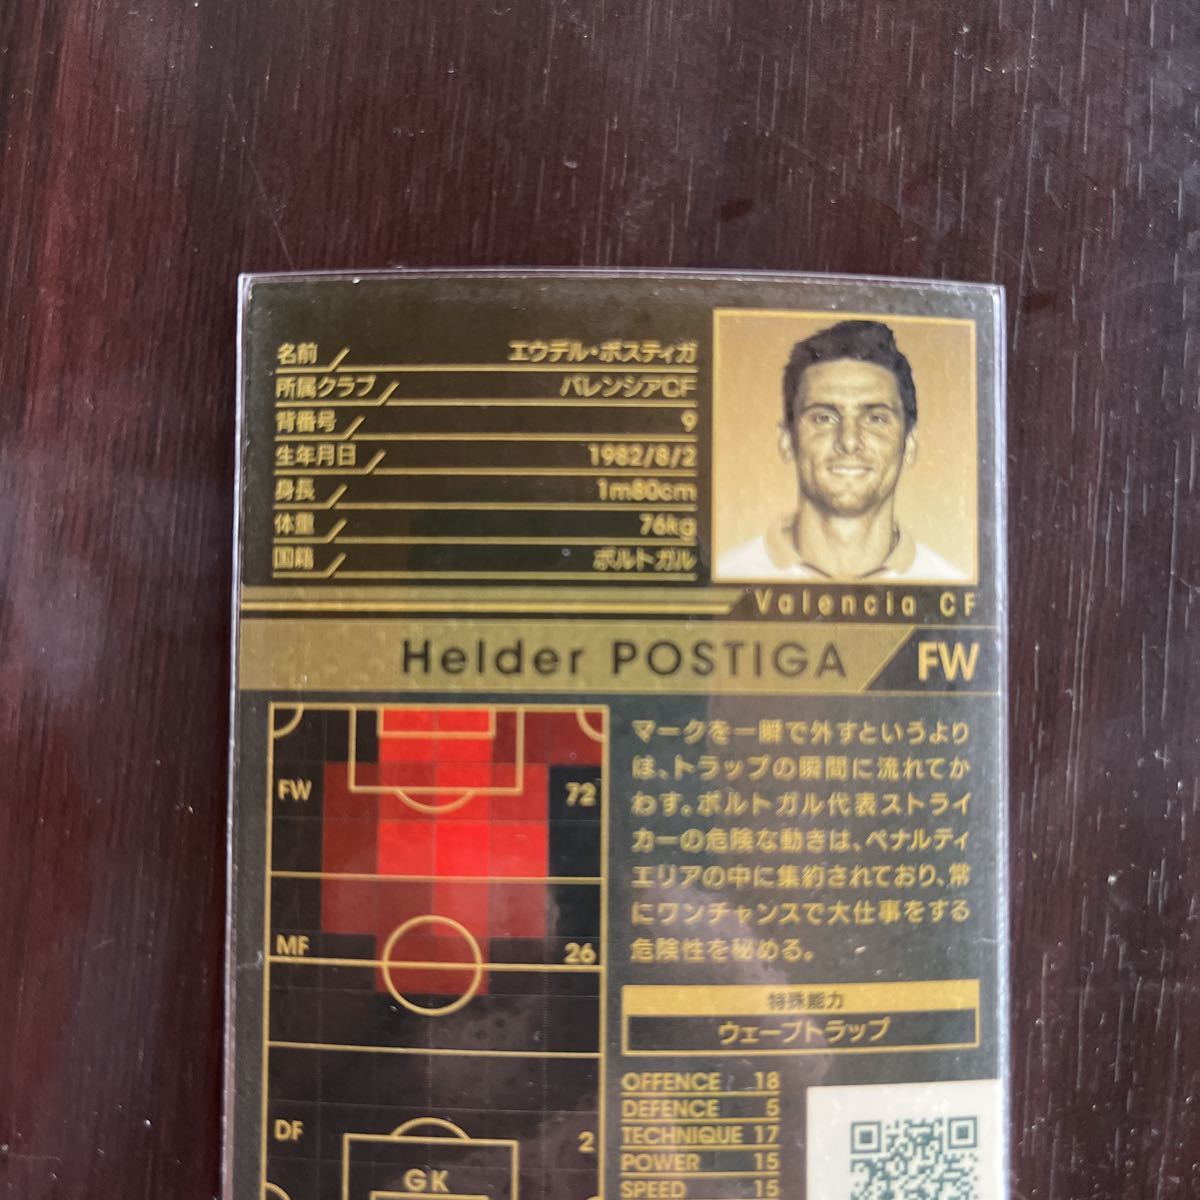 名前 エウデル・ポスティガ
所属クラブ バレンシアCF
背番号 9
生年月日 1982/8/2
身長 1m80cm
体重 76kg
国籍 ポルトガル
Valencia CF
Helder POSTIGA FW
FW 72
MF 26
DF 2
GK
マークを一瞬で外すというより
は、トラップの瞬間に流れてか
わす。ポルトガル代表ストライ
カーの危険な動きは、ペナルティ
エリアの中に集約されており、常
にワンチャンスで大仕事をする
危険性を秘める。
特殊能力
ウェーブトラップ
OFFENCE 18
DEFENCE 5
TECHNIQUE 17
POWER 15
SPEED 15